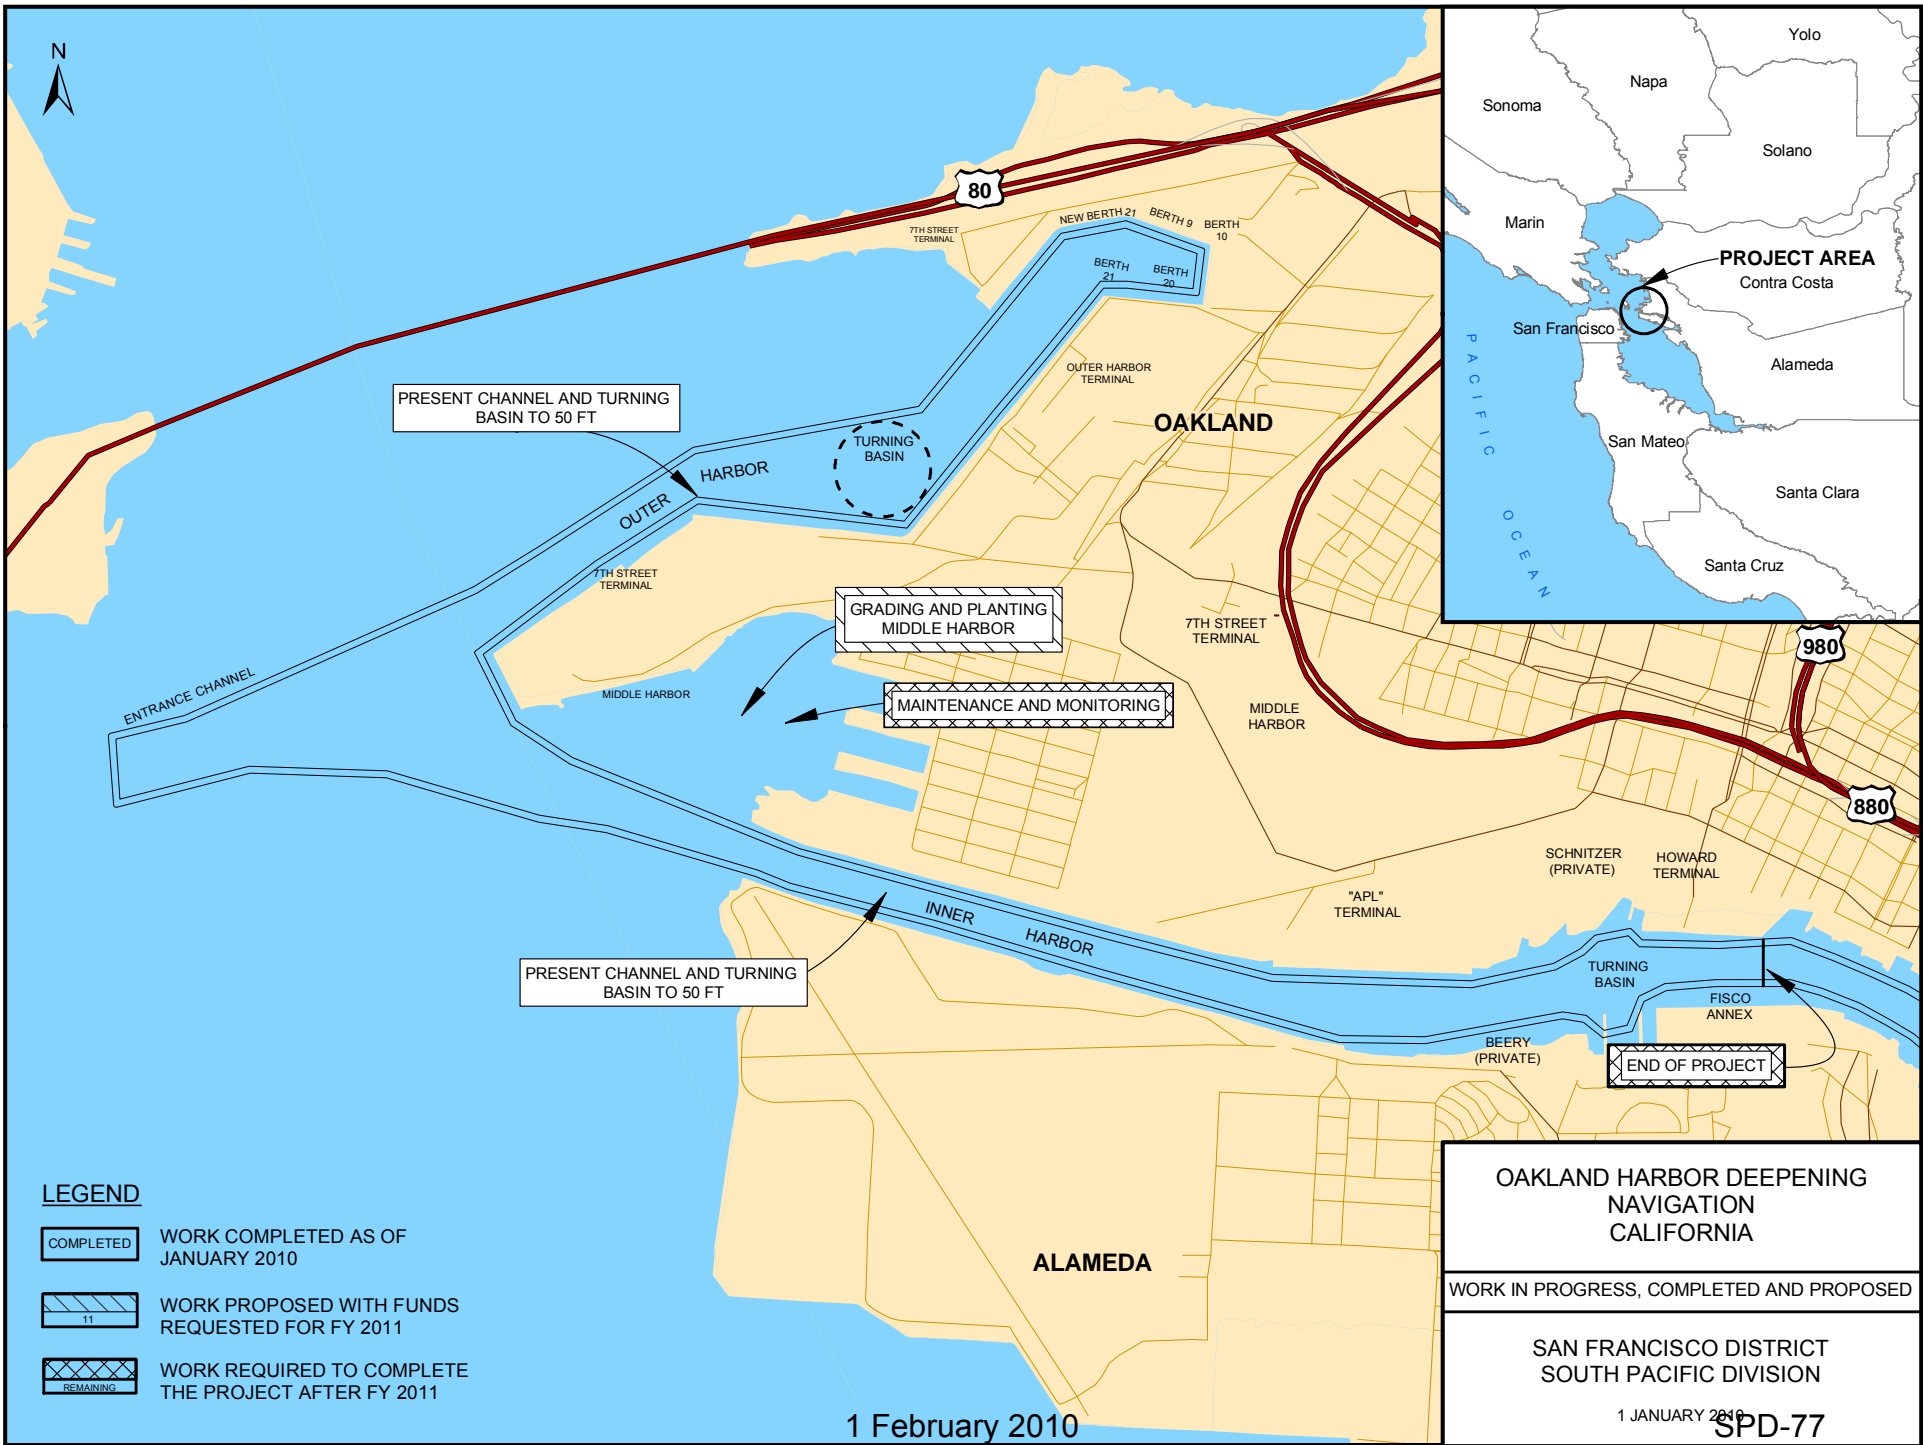 N
80
7TH STREET
TERMINAL
NEW BERTH 21
BERTH 9
BERTH
10
BERTH
21
BERTH
20
OUTER HARBOR
TERMINAL
OAKLAND
PRESENT CHANNEL AND TURNING
BASIN TO 50 FT
TURNING
BASIN
OUTER HARBOR
7TH STREET
TERMINAL
GRADING AND PLANTING
MIDDLE HARBOR
7TH STREET
TERMINAL
980
ENTRANCE CHANNEL
MIDDLE HARBOR
MAINTENANCE AND MONITORING
MIDDLE
HARBOR
880
SCHNITZER
(PRIVATE)
HOWARD
TERMINAL
"APL"
TERMINAL
INNER HARBOR
PRESENT CHANNEL AND TURNING
BASIN TO 50 FT
TURNING
BASIN
FISCO
ANNEX
BEERY
(PRIVATE)
END OF PROJECT
ALAMEDA
Yolo
Napa
Sonoma
Solano
Marin
PROJECT AREA
Contra Costa
San Francisco
Alameda
PACIFIC OCEAN
San Mateo
Santa Clara
Santa Cruz
LEGEND
COMPLETED
WORK COMPLETED AS OF
JANUARY 2010
11
WORK PROPOSED WITH FUNDS
REQUESTED FOR FY 2011
REMAINING
WORK REQUIRED TO COMPLETE
THE PROJECT AFTER FY 2011
OAKLAND HARBOR DEEPENING
NAVIGATION
CALIFORNIA
WORK IN PROGRESS, COMPLETED AND PROPOSED
SAN FRANCISCO DISTRICT
SOUTH PACIFIC DIVISION
1 JANUARY 2010
1 February 2010
SPD-77